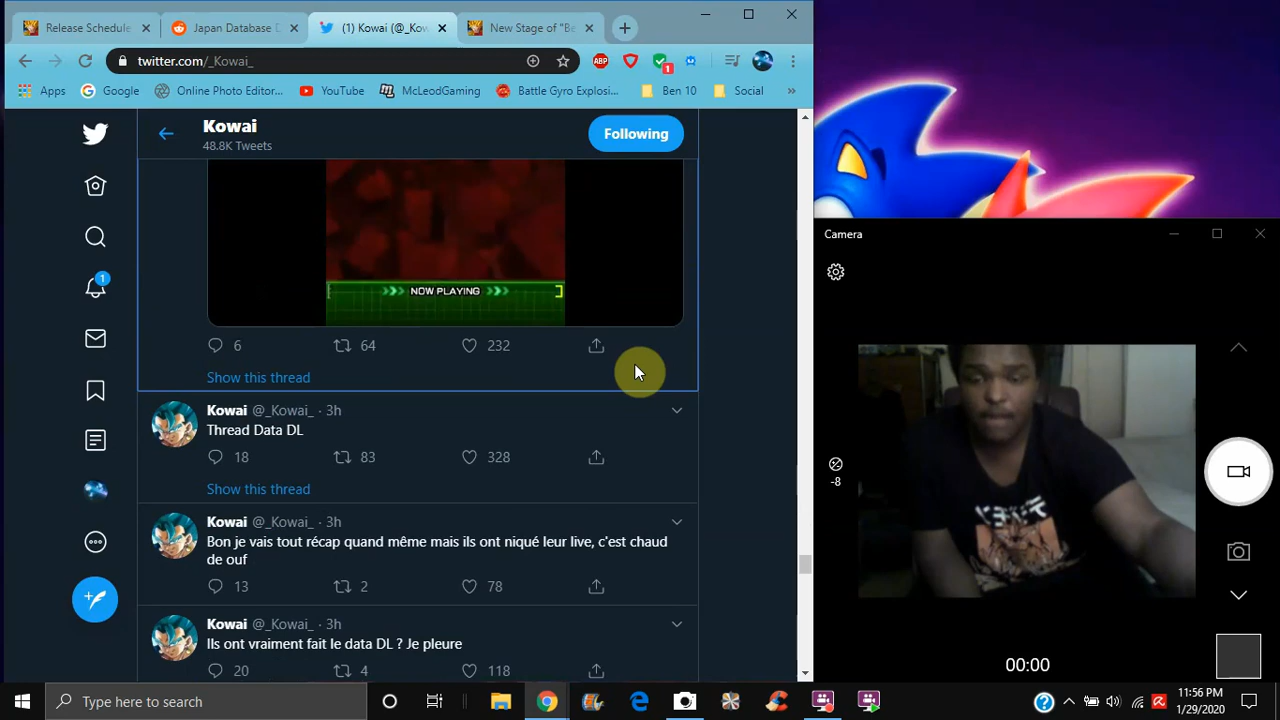 Release Schedule
Japan Database D
(1) Kowai (@_Kow
New Stage of "Be
twitter.com/_Kowai_
ABP
1
Apps
Google
Online Photo Editor...
YouTube
McLeodGaming
Battle Gyro Explosi...
Ben 10
Social
»
Kowai
48.8K Tweets
Following
NOW PLAYING
6 64 232
Show this thread
Kowai @_Kowai_ · 3h
Thread Data DL
18 83 328
Show this thread
Kowai @_Kowai_ · 3h
Bon je vais tout récap quand même mais ils ont niqué leur live, c'est chaud
de ouf
13 2 78
Kowai @_Kowai_ · 3h
Ils ont vraiment fait le data DL ? Je pleure
20 4 118
1
Camera
-8
00:00
Type here to search
11:56 PM
1/29/2020